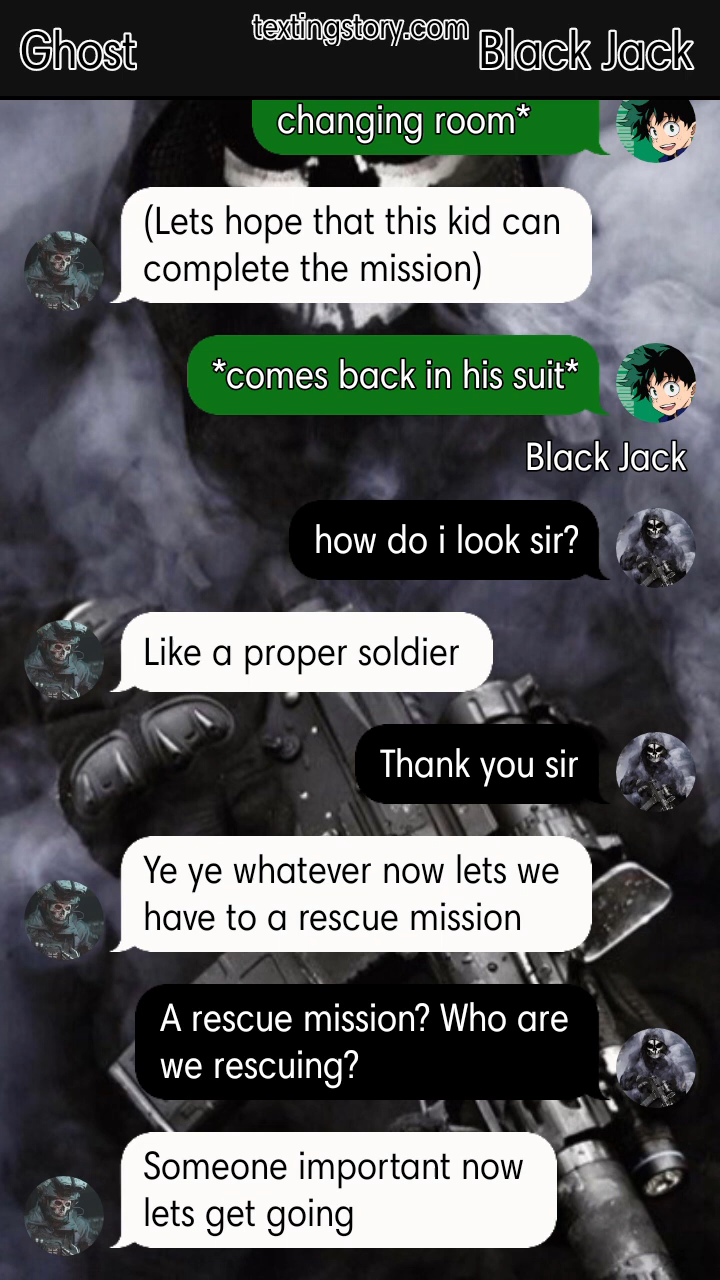 textingstory.com
Ghost
Black Jack
changing room*
(Lets hope that this kid can
complete the mission)
*comes back in his suit*
Black Jack
how do i look sir?
Like a proper soldier
Thank you sir
Ye ye whatever now lets we
have to a rescue mission
A rescue mission? Who are
we rescuing?
Someone important now
lets get going